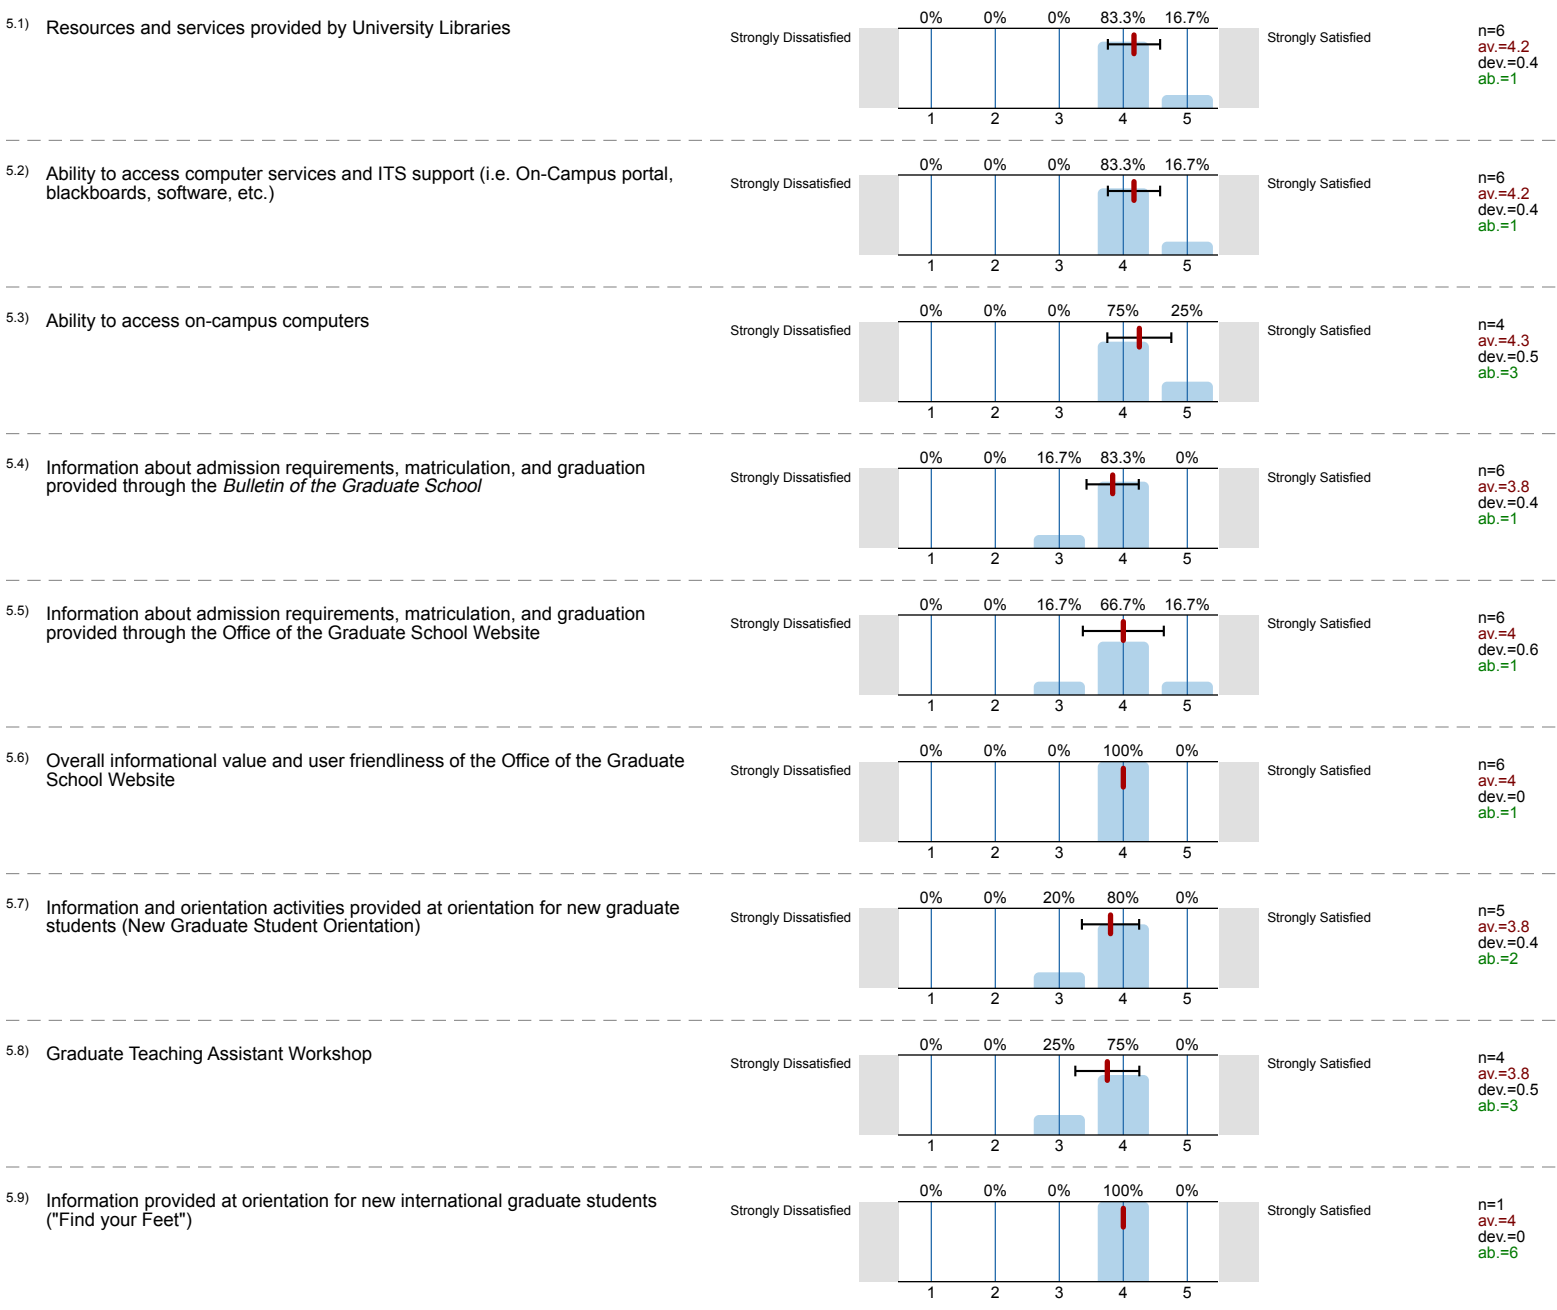 5.1) Resources and services provided by University Libraries
Strongly Dissatisfied
0% 0% 0% 83.3% 16.7%
1 2 3 4 5
Strongly Satisfied
n=6
av.=4.2
dev.=0.4
ab.=1
5.2) Ability to access computer services and ITS support (i.e. On-Campus portal,
blackboards, software, etc.)
Strongly Dissatisfied
0% 0% 0% 83.3% 16.7%
1 2 3 4 5
Strongly Satisfied
n=6
av.=4.2
dev.=0.4
ab.=1
5.3) Ability to access on-campus computers
Strongly Dissatisfied
0% 0% 0% 75% 25%
1 2 3 4 5
Strongly Satisfied
n=4
av.=4.3
dev.=0.5
ab.=3
5.4) Information about admission requirements, matriculation, and graduation
provided through the Bulletin of the Graduate School
Strongly Dissatisfied
0% 0% 16.7% 83.3% 0%
1 2 3 4 5
Strongly Satisfied
n=6
av.=3.8
dev.=0.4
ab.=1
5.5) Information about admission requirements, matriculation, and graduation
provided through the Office of the Graduate School Website
Strongly Dissatisfied
0% 0% 16.7% 66.7% 16.7%
1 2 3 4 5
Strongly Satisfied
n=6
av.=4
dev.=0.6
ab.=1
5.6) Overall informational value and user friendliness of the Office of the Graduate
School Website
Strongly Dissatisfied
0% 0% 0% 100% 0%
1 2 3 4 5
Strongly Satisfied
n=6
av.=4
dev.=0
ab.=1
5.7) Information and orientation activities provided at orientation for new graduate
students (New Graduate Student Orientation)
Strongly Dissatisfied
0% 0% 20% 80% 0%
1 2 3 4 5
Strongly Satisfied
n=5
av.=3.8
dev.=0.4
ab.=2
5.8) Graduate Teaching Assistant Workshop
Strongly Dissatisfied
0% 0% 25% 75% 0%
1 2 3 4 5
Strongly Satisfied
n=4
av.=3.8
dev.=0.5
ab.=3
5.9) Information provided at orientation for new international graduate students
("Find your Feet")
Strongly Dissatisfied
0% 0% 0% 100% 0%
1 2 3 4 5
Strongly Satisfied
n=1
av.=4
dev.=0
ab.=6